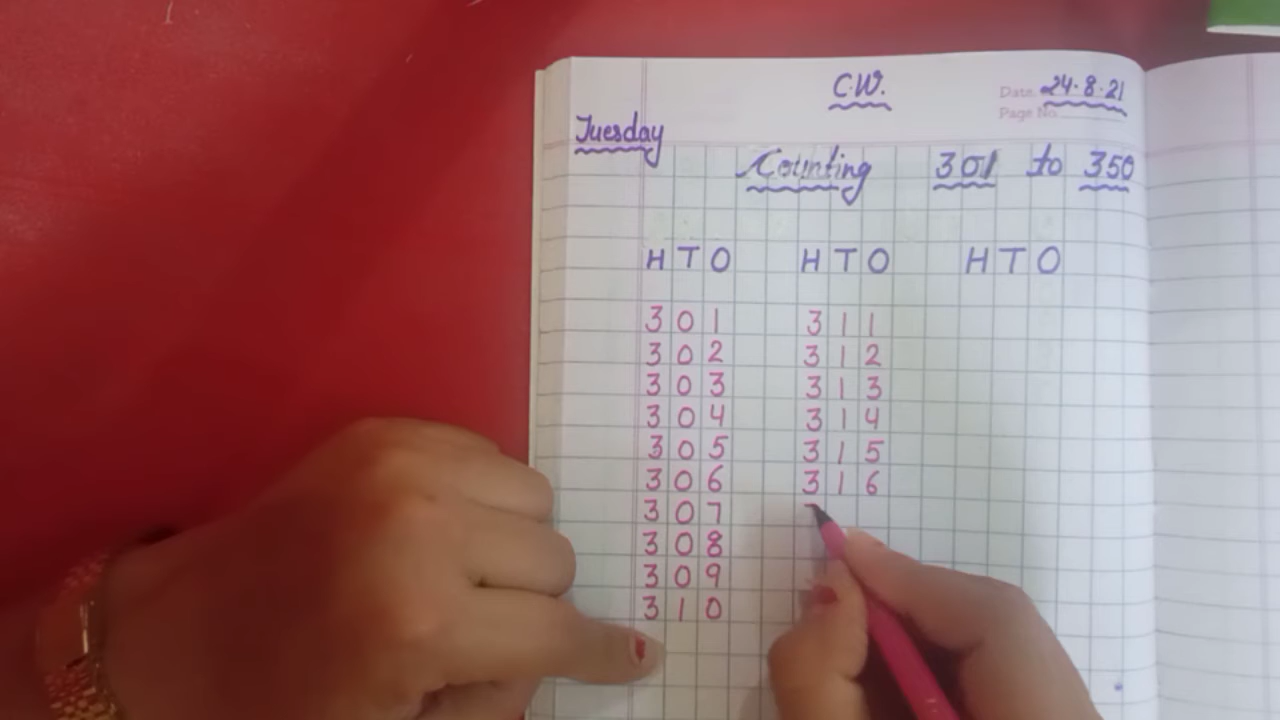 C.W.
Date 24.8.21
Page No.
Tuesday
Counting 301 to 350
H T O H T O H T O
3 0 1 3 1 1
3 0 2 3 1 2
3 0 3 3 1 3
3 0 4 3 1 4
3 0 5 3 1 5
3 0 6 3 1 6
3 0 7
3 0 8
3 0 9
3 1 0